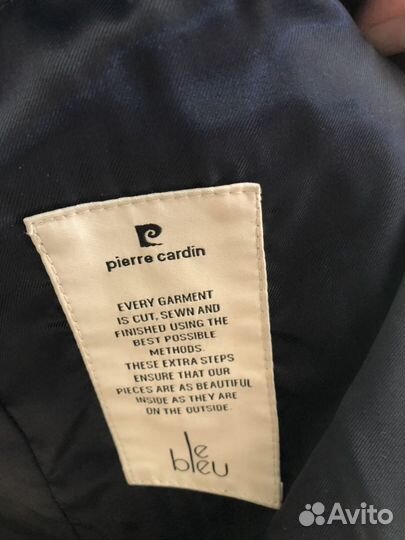 pierre cardin
EVERY GARMENT
IS CUT, SEWN AND
FINISHED USING THE
BEST POSSIBLE
METHODS.
THESE EXTRA STEPS
ENSURE THAT OUR
PIECES ARE AS BEAUTIFUL
INSIDE AS THEY ARE
ON THE OUTSIDE.
le
bleu
Avito